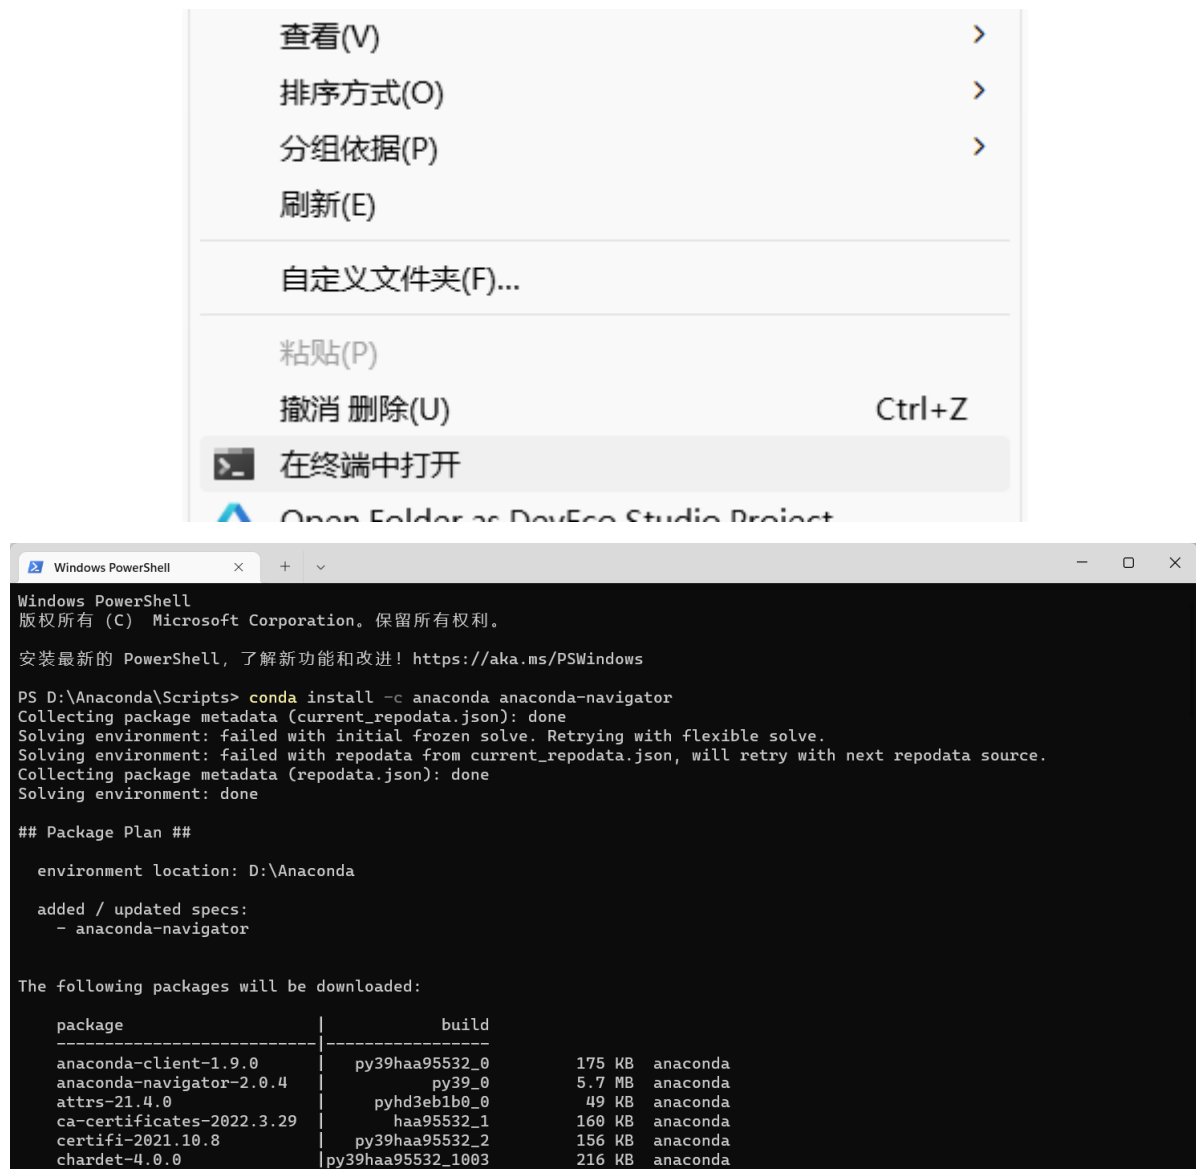 查看(V)
排序方式(O)
分组依据(P)
刷新(E)
自定义文件夹(F)...
粘贴(P)
撤消 删除(U) Ctrl+Z
在终端中打开
Open Folder as DevEco Studio Project
Windows PowerShell
Windows PowerShell
版权所有 (C) Microsoft Corporation。保留所有权利。
安装最新的 PowerShell，了解新功能和改进！https://aka.ms/PSWindows
PS D:\Anaconda\Scripts> conda install -c anaconda anaconda-navigator
Collecting package metadata (current_repodata.json): done
Solving environment: failed with initial frozen solve. Retrying with flexible solve.
Solving environment: failed with repodata from current_repodata.json, will retry with next repodata source.
Collecting package metadata (repodata.json): done
Solving environment: done
## Package Plan ##
environment location: D:\Anaconda
added / updated specs:
- anaconda-navigator
The following packages will be downloaded:
package | build
---------------------------|-----------------
anaconda-client-1.9.0 | py39haa95532_0 175 KB anaconda
anaconda-navigator-2.0.4 | py39_0 5.7 MB anaconda
attrs-21.4.0 | pyhd3eb1b0_0 49 KB anaconda
ca-certificates-2022.3.29 | haa95532_1 160 KB anaconda
certifi-2021.10.8 | py39haa95532_2 156 KB anaconda
chardet-4.0.0 |py39haa95532_1003 216 KB anaconda